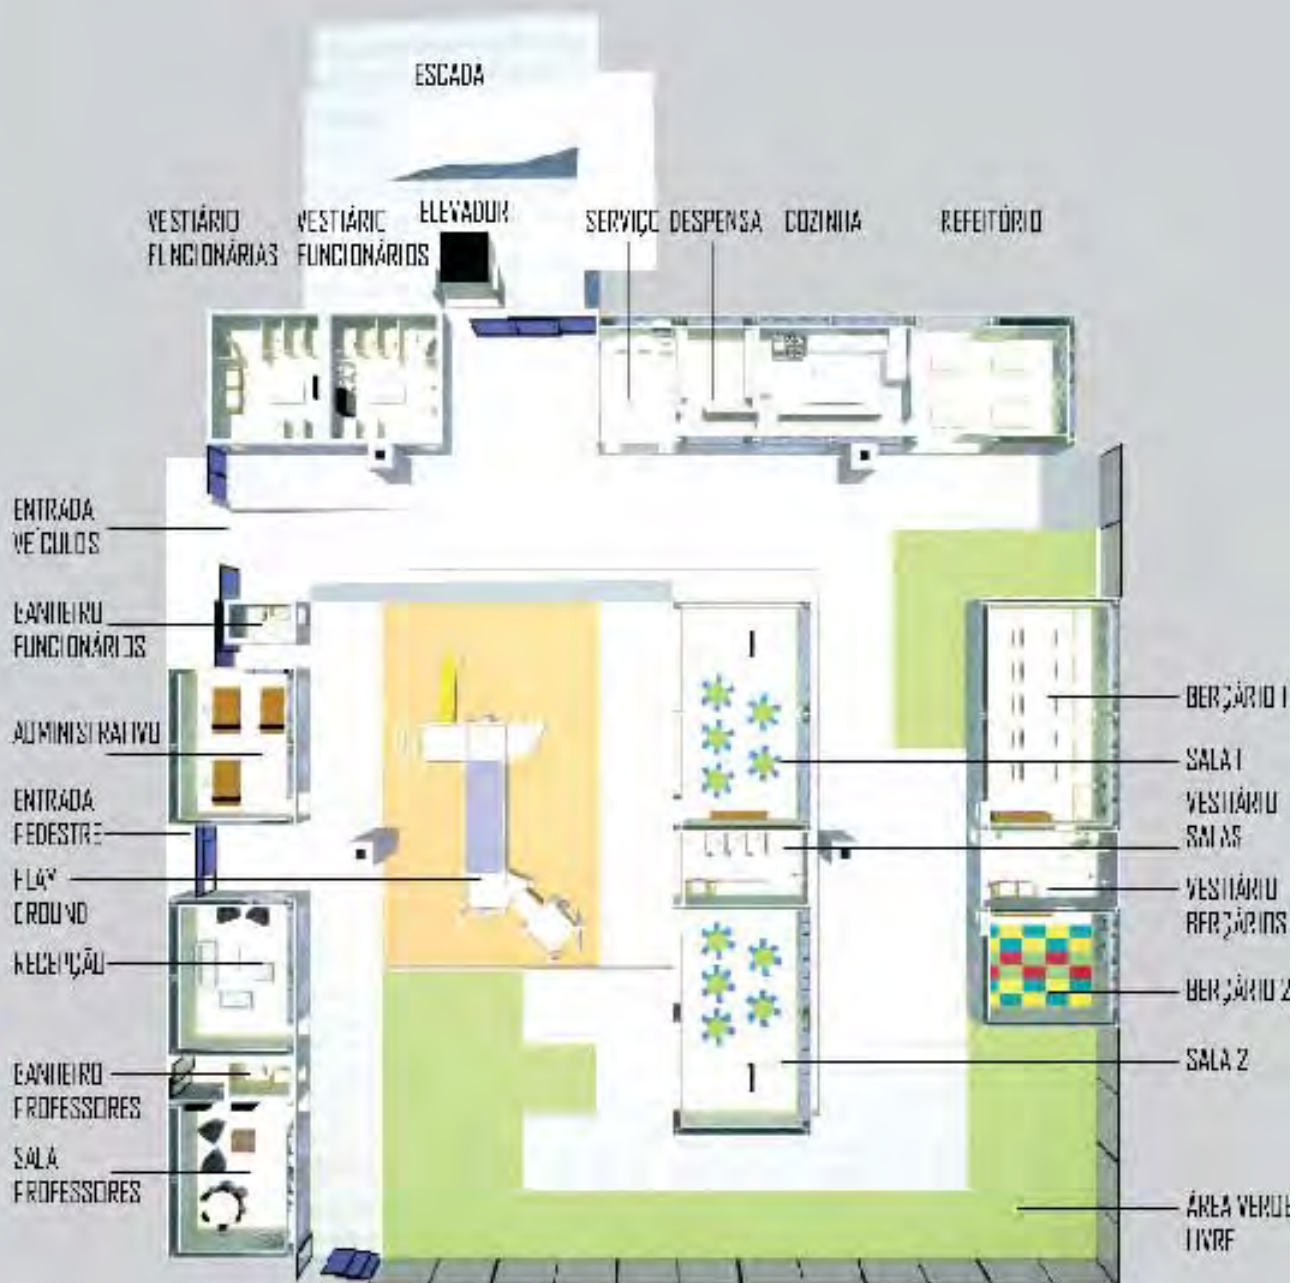 ESCADA
VESTIÁRIO
FUNCIONÁRIAS
VESTIÁRIO
FUNCIONÁRIOS
ELEVADOR
SERVIÇO
DESPENSA
COZINHA
REFEITÓRIO
ENTRADA
VEÍCULOS
BANHEIRO
FUNCIONÁRIOS
ADMINISTRATIVO
ENTRADA
PEDESTRE
PLAY
GROUND
RECEPÇÃO
BANHEIRO
PROFESSORES
SALA
PROFESSORES
BERÇÁRIO 1
SALA 1
VESTIÁRIO
SALAS
VESTIÁRIO
BERÇÁRIOS
BERÇÁRIO 2
SALA 2
ÁREA VERDE
LIVRE